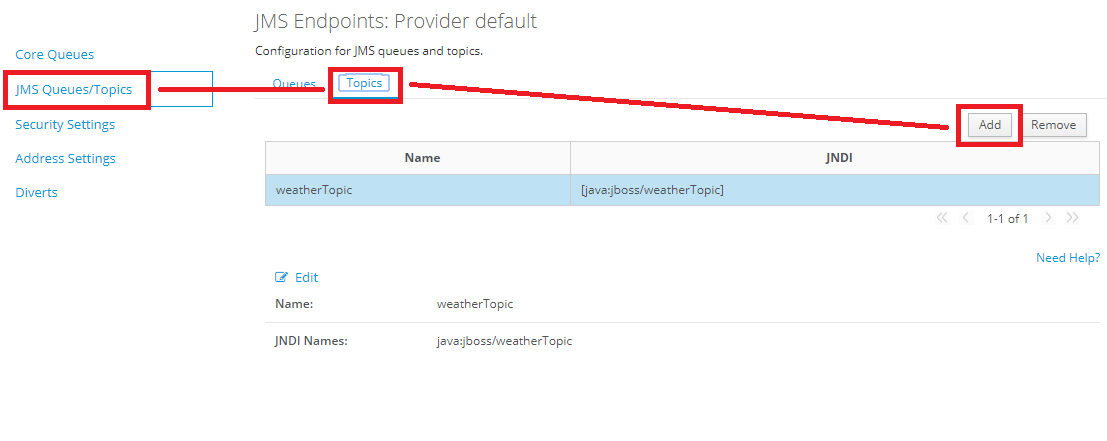 JMS Endpoints: Provider default
Core Queues
Configuration for JMS queues and topics.
JMS Queues/Topics
Queues Topics
Security Settings
Add Remove
Address Settings
Name JNDI
Diverts
weatherTopic [java:jboss/weatherTopic]
1-1 of 1
Need Help?
Edit
Name: weatherTopic
JNDI Names: java:jboss/weatherTopic